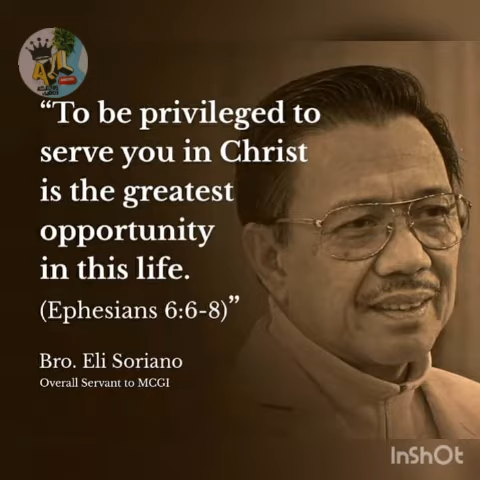 “To be privileged to
serve you in Christ
is the greatest
opportunity
in this life.
(Ephesians 6:6-8)”
Bro. Eli Soriano
Overall Servant to MCGI
InShOt